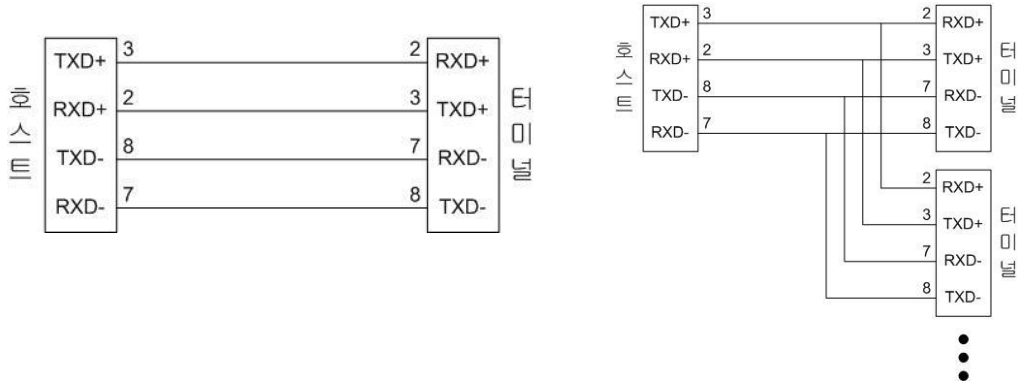 호스트
TXD+ 3 2 RXD+
RXD+ 2 3 TXD+
TXD- 8 7 RXD-
RXD- 7 8 TXD-
터미널
호스트
TXD+ 3 2 RXD+
RXD+ 2 3 TXD+
TXD- 8 7 RXD-
RXD- 7 8 TXD-
터미널
2 RXD+
3 TXD+
7 RXD-
8 TXD-
터미널